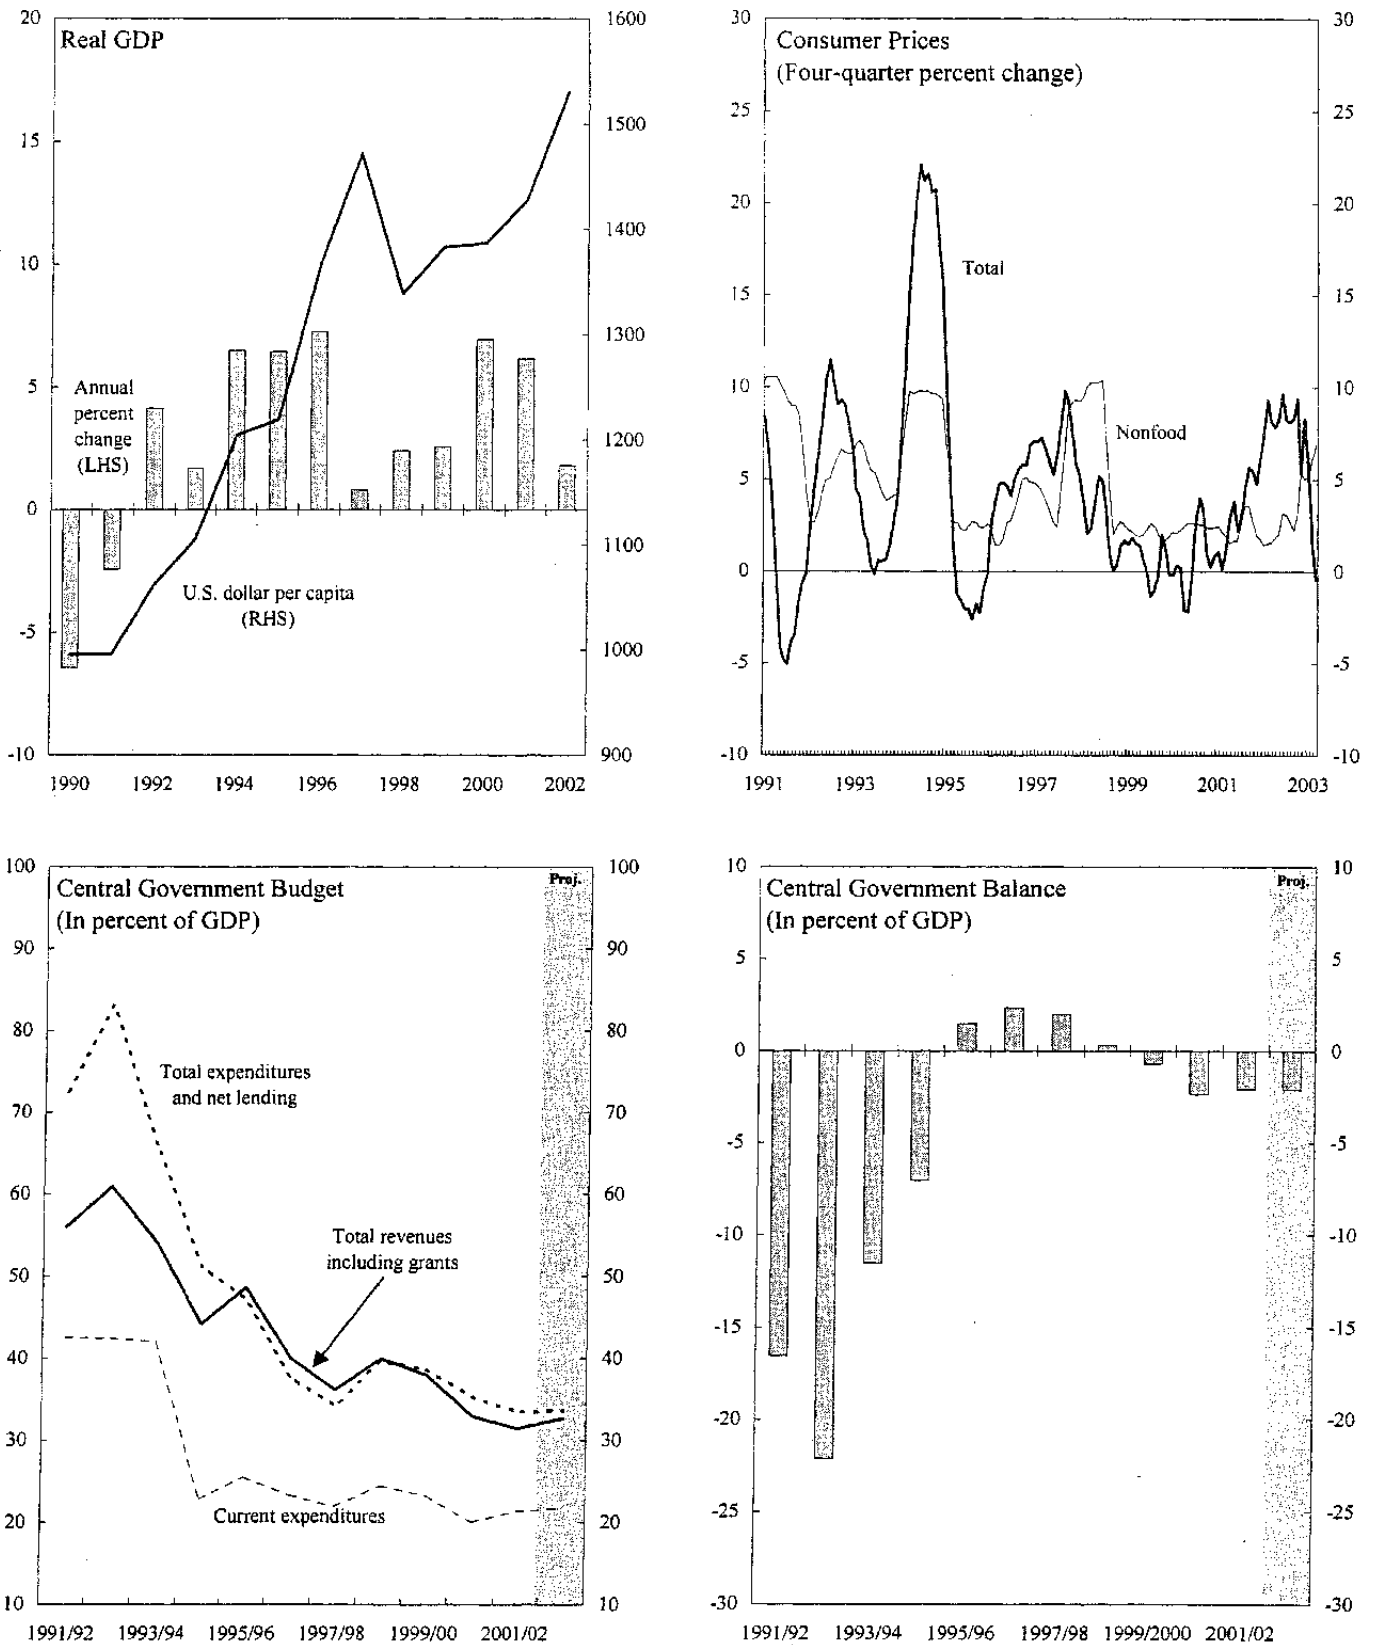 Real GDP
20
15
10
5
0
-5
-10
1600
1500
1400
1300
1200
1100
1000
900
Annual
percent
change
(LHS)
U.S. dollar per capita
(RHS)
1990 1992 1994 1996 1998 2000 2002
Consumer Prices
(Four-quarter percent change)
30
25
20
15
10
5
0
-5
-10
30
25
20
15
10
5
0
-5
-10
Total
Nonfood
1991 1993 1995 1997 1999 2001 2003
Central Government Budget
(In percent of GDP)
Proj.
100
90
80
70
60
50
40
30
20
10
100
90
80
70
60
50
40
30
20
10
Total expenditures
and net lending
Total revenues
including grants
Current expenditures
1991/92 1993/94 1995/96 1997/98 1999/00 2001/02
Central Government Balance
(In percent of GDP)
Proj.
10
5
0
-5
-10
-15
-20
-25
-30
10
5
0
-5
-10
-15
-20
-25
-30
1991/92 1993/94 1995/96 1997/98 1999/2000 2001/02